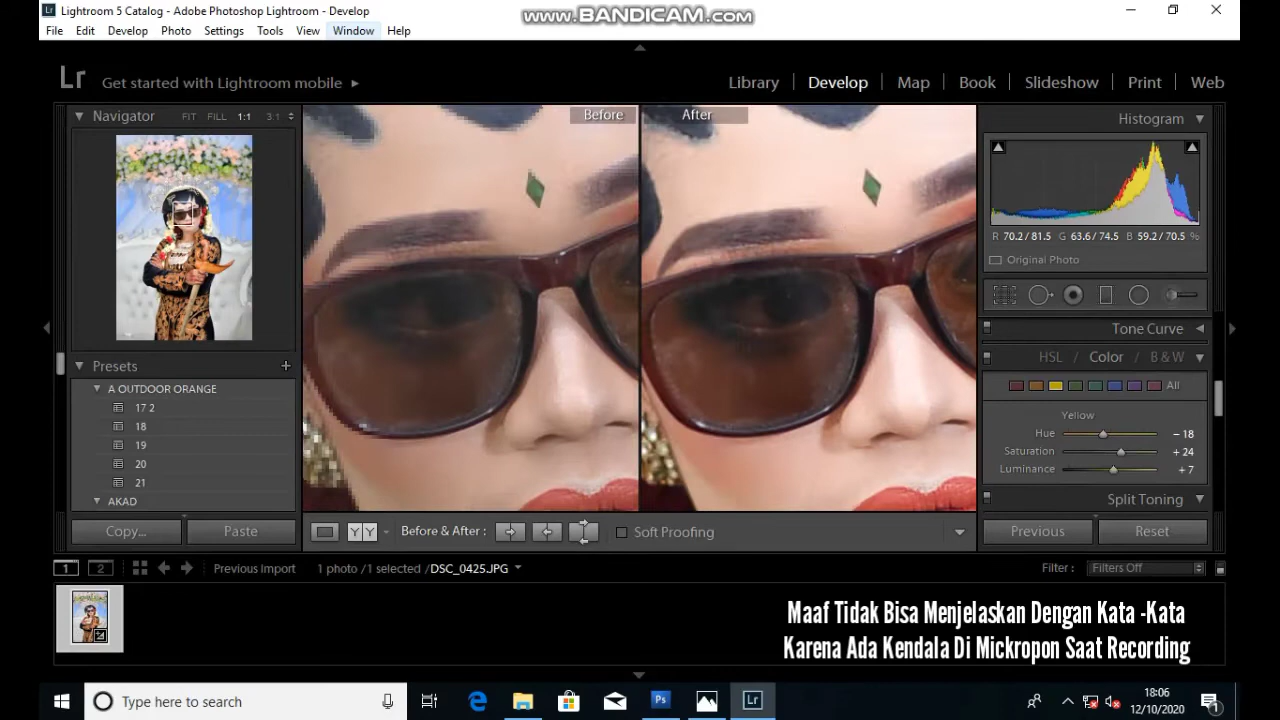 Lightroom 5 Catalog - Adobe Photoshop Lightroom - Develop
www.BANDICAM.com
File Edit Develop Photo Settings Tools View Window Help
Lr Get started with Lightroom mobile
Library Develop Map Book Slideshow Print Web
Navigator FIT FILL 1:1 3:1
Before
After
Histogram
R 70.2 / 81.5 G 63.6 / 74.5 B 59.2 / 70.5 %
Original Photo
Tone Curve
HSL / Color / B & W
All
Yellow
Hue - 18
Saturation + 24
Luminance + 7
Split Toning
Presets +
A OUTDOOR ORANGE
17 2
18
19
20
21
AKAD
Copy... Paste
Y Y Before & After : Soft Proofing
Previous Reset
1 2 Previous Import 1 photo /1 selected /DSC_0425.JPG
Filter : Filters Off
Maaf Tidak Bisa Menjelaskan Dengan Kata -Kata
Karena Ada Kendala Di Mickropon Saat Recording
Type here to search
Ps
Lr
18:06
12/10/2020
1